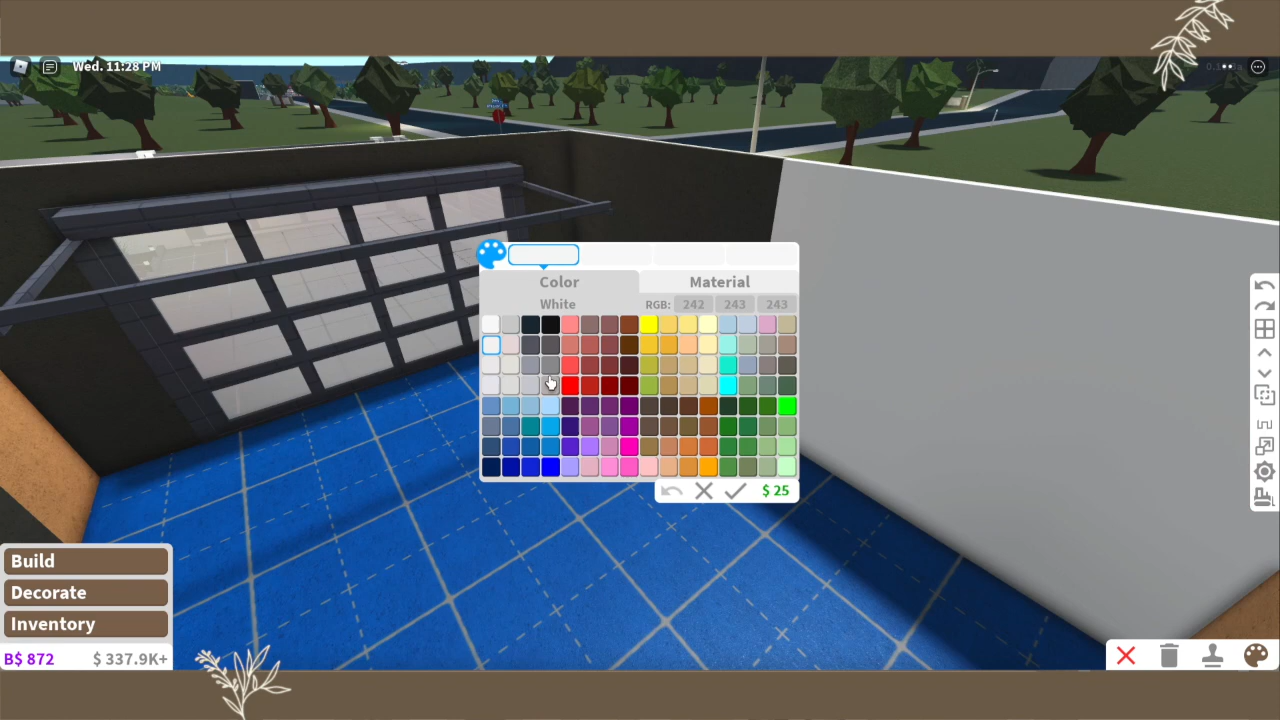 Wed. 11:28 PM
Color
Material
White
RGB: 242 243 243
$ 25
Build
Decorate
Inventory
B$ 872 $ 337.9K+